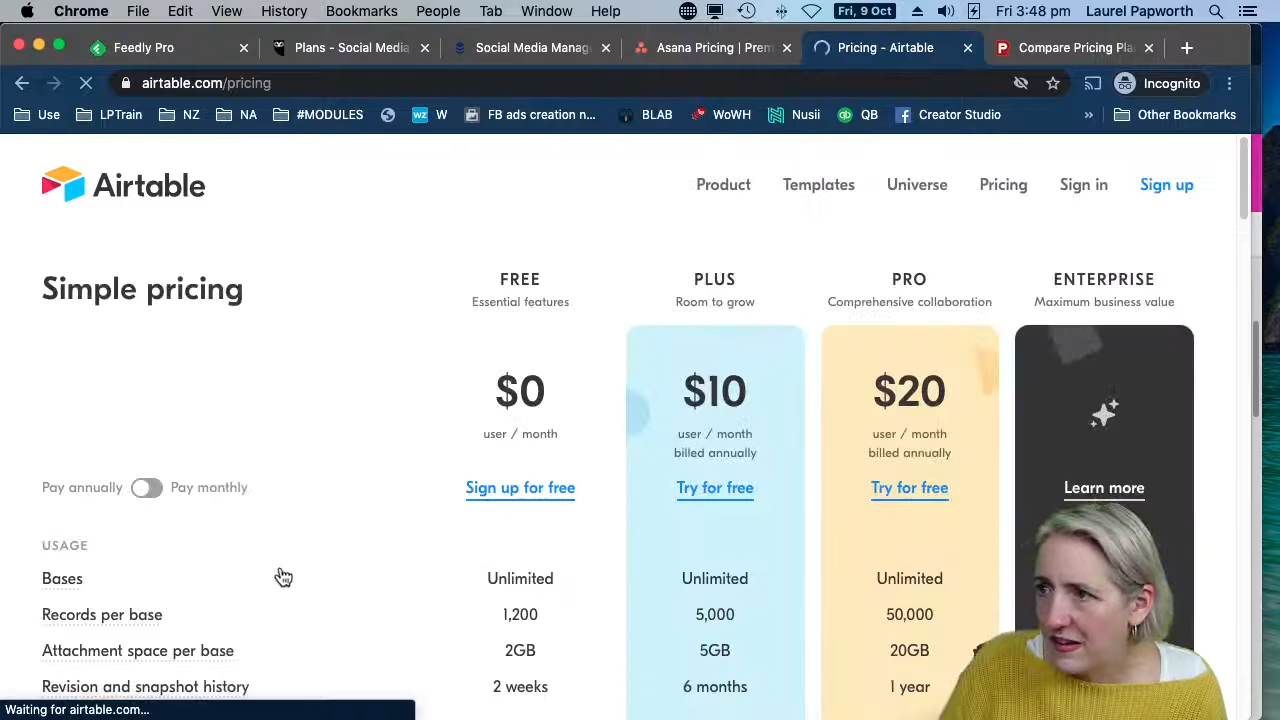 Chrome File Edit View History Bookmarks People Tab Window Help Fri, 9 Oct Fri 3:48 pm Laurel Papworth
Feedly Pro Plans - Social Media Social Media Manag Asana Pricing | Prem Pricing - Airtable Compare Pricing Pla
airtable.com/pricing Incognito
Use LPTrain NZ NA #MODULES wz W FB ads creation n... BLAB WoWH Nusii QB Creator Studio » Other Bookmarks
Airtable Product Templates Universe Pricing Sign in Sign up
Simple pricing
FREE PLUS PRO ENTERPRISE
Essential features Room to grow Comprehensive collaboration Maximum business value
$0 $10 $20
user / month user / month user / month
billed annually billed annually
Pay annually Pay monthly Sign up for free Try for free Try for free Learn more
USAGE
Bases Unlimited Unlimited Unlimited
Records per base 1,200 5,000 50,000
Attachment space per base 2GB 5GB 20GB
Revision and snapshot history 2 weeks 6 months 1 year
Waiting for airtable.com...